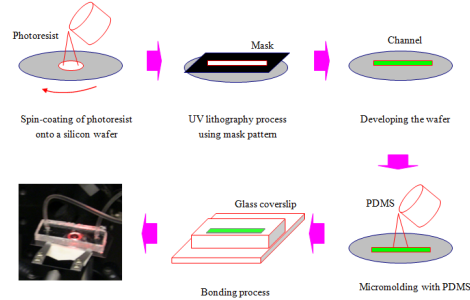 Photoresist
Mask
Channel
Spin-coating of photoresist
onto a silicon wafer
UV lithography process
using mask pattern
Developing the wafer
Glass coverslip
PDMS
Bonding process
Micromolding with PDMS